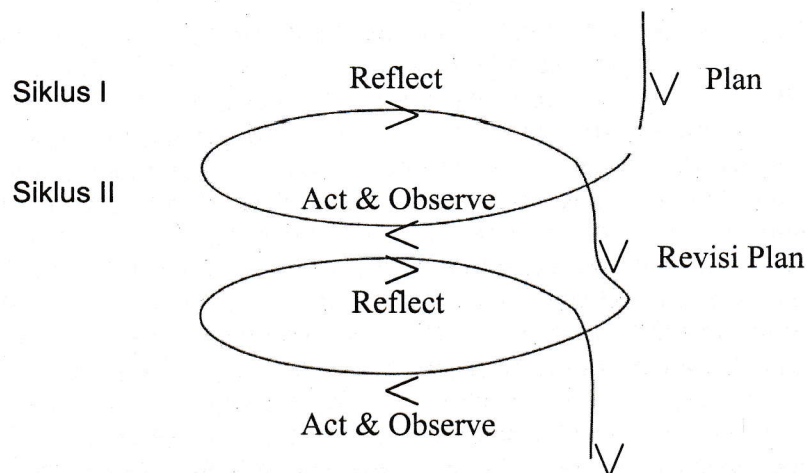 Reflect
Plan
Siklus I
Siklus II
Act & Observe
Revisi Plan
Reflect
Act & Observe